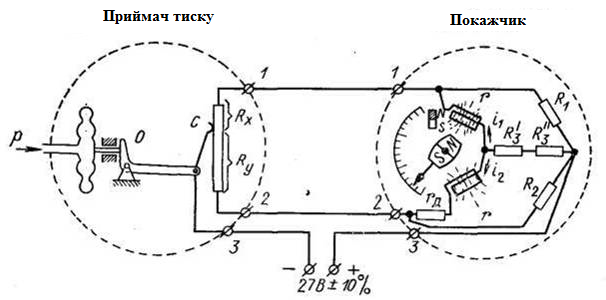 Приймач тиску
Покажчик
p
O
C
Rx
Ry
1
2
3
1
2
3
S
N
S
N
r
i1
i2
r
rД
R1
R2
R3'
R3''
− +
27В ± 10%